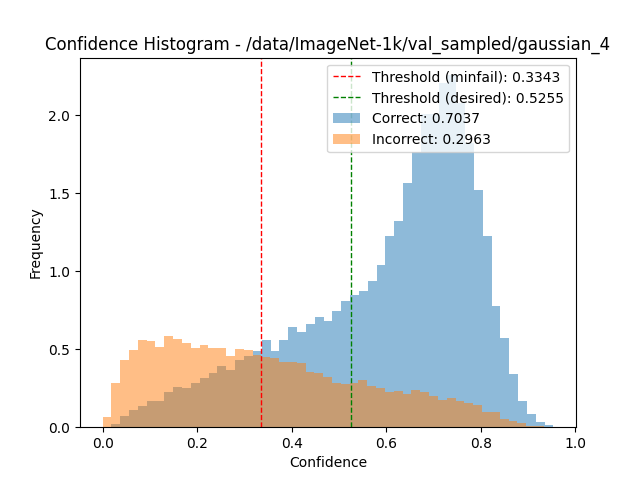 Confidence Histogram - /data/ImageNet-1k/val_sampled/gaussian_4
Threshold (minfail): 0.3343
Threshold (desired): 0.5255
Correct: 0.7037
Incorrect: 0.2963
Frequency
2.0
1.5
1.0
0.5
0.0
0.0 0.2 0.4 0.6 0.8 1.0
Confidence